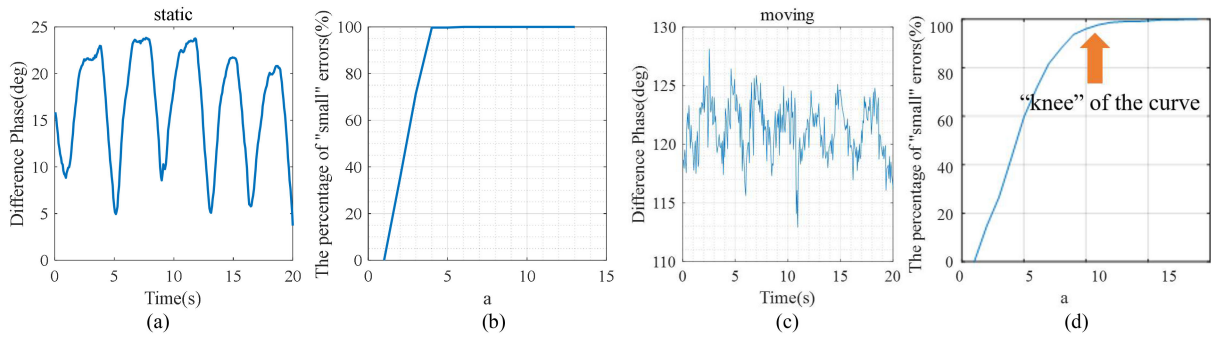 static
25
20
15
10
5
0
Difference Phase(deg)
0 5 10 15 20
Time(s)
(a)
100
80
60
40
20
0
The percentage of "small" errors(%)
0 5 10 15
a
(b)
moving
130
125
120
115
110
Difference Phase(deg)
0 5 10 15 20
Time(s)
(c)
100
80
60
40
20
0
The percentage of "small" errors(%)
“knee” of the curve
0 5 10 15
a
(d)